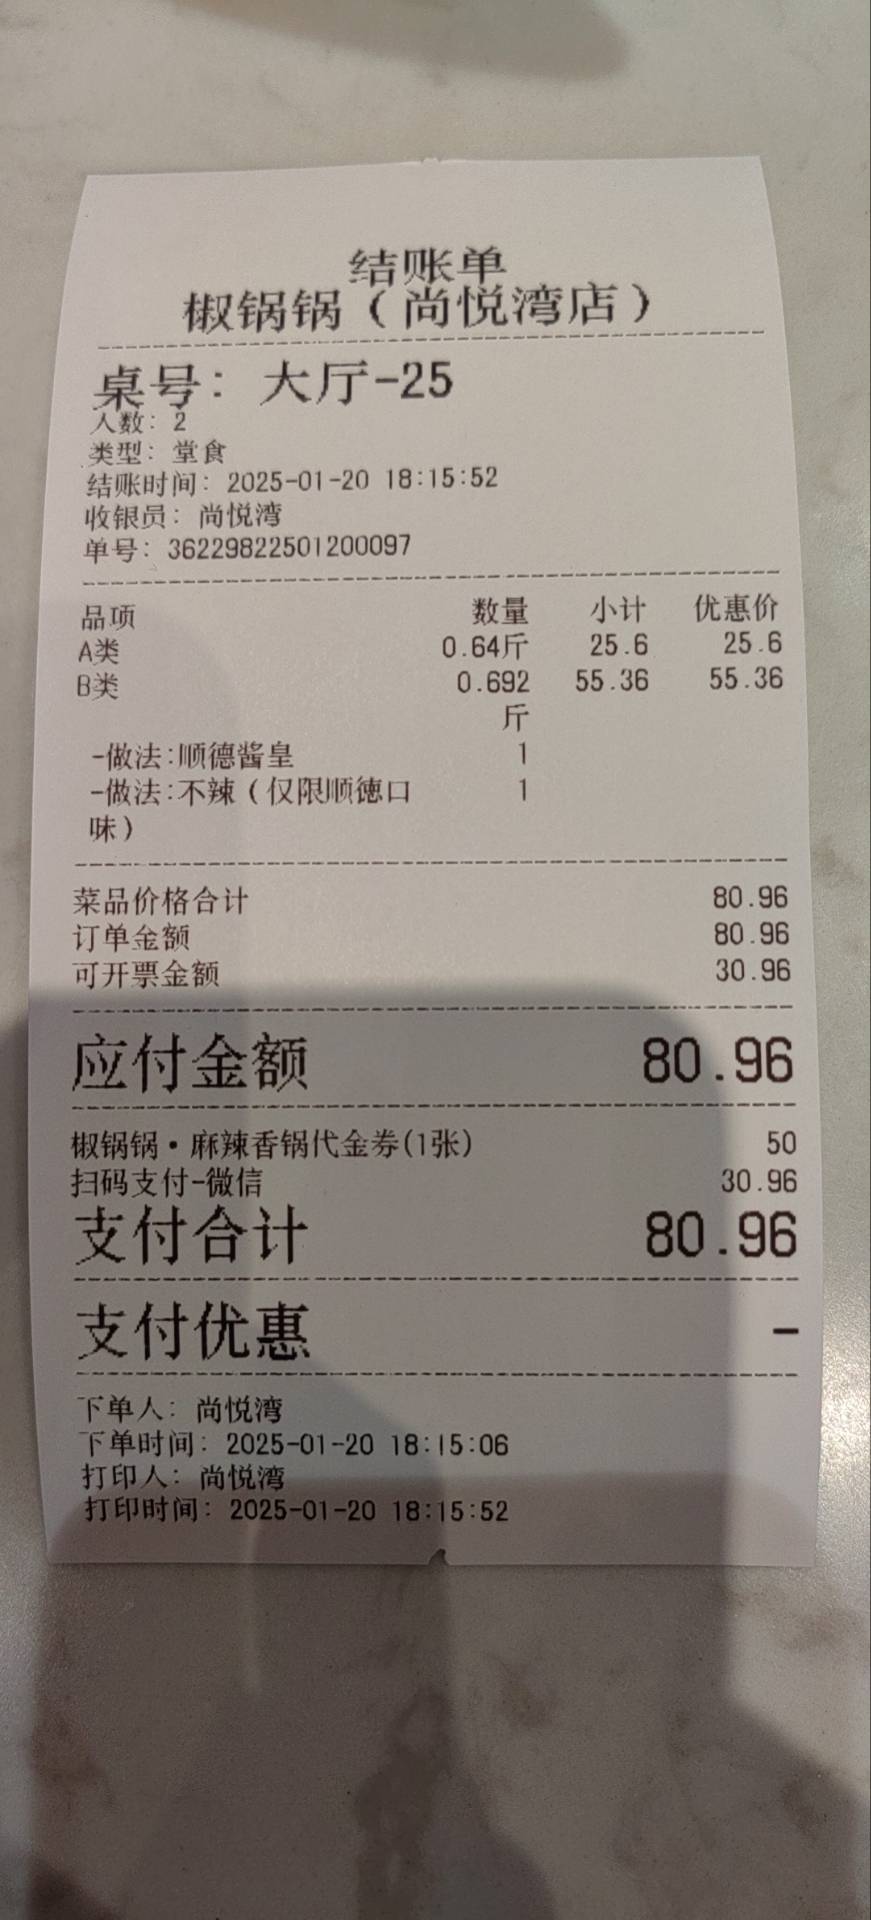 结账单
椒锅锅（尚悦湾店）
桌号：大厅-25
人数：2
类型：堂食
结账时间：2025-01-20 18:15:52
收银员：尚悦湾
单号：36229822501200097
品项 数量 小计 优惠价
A类 0.64斤 25.6 25.6
B类 0.692 55.36 55.36
斤
-做法:顺德酱皇 1
-做法:不辣（仅限顺德口 1
味）
菜品价格合计 80.96
订单金额 80.96
可开票金额 30.96
应付金额 80.96
椒锅锅•麻辣香锅代金券(1张) 50
扫码支付-微信 30.96
支付合计 80.96
支付优惠 -
下单人：尚悦湾
下单时间：2025-01-20 18:15:06
打印人：尚悦湾
打印时间：2025-01-20 18:15:52